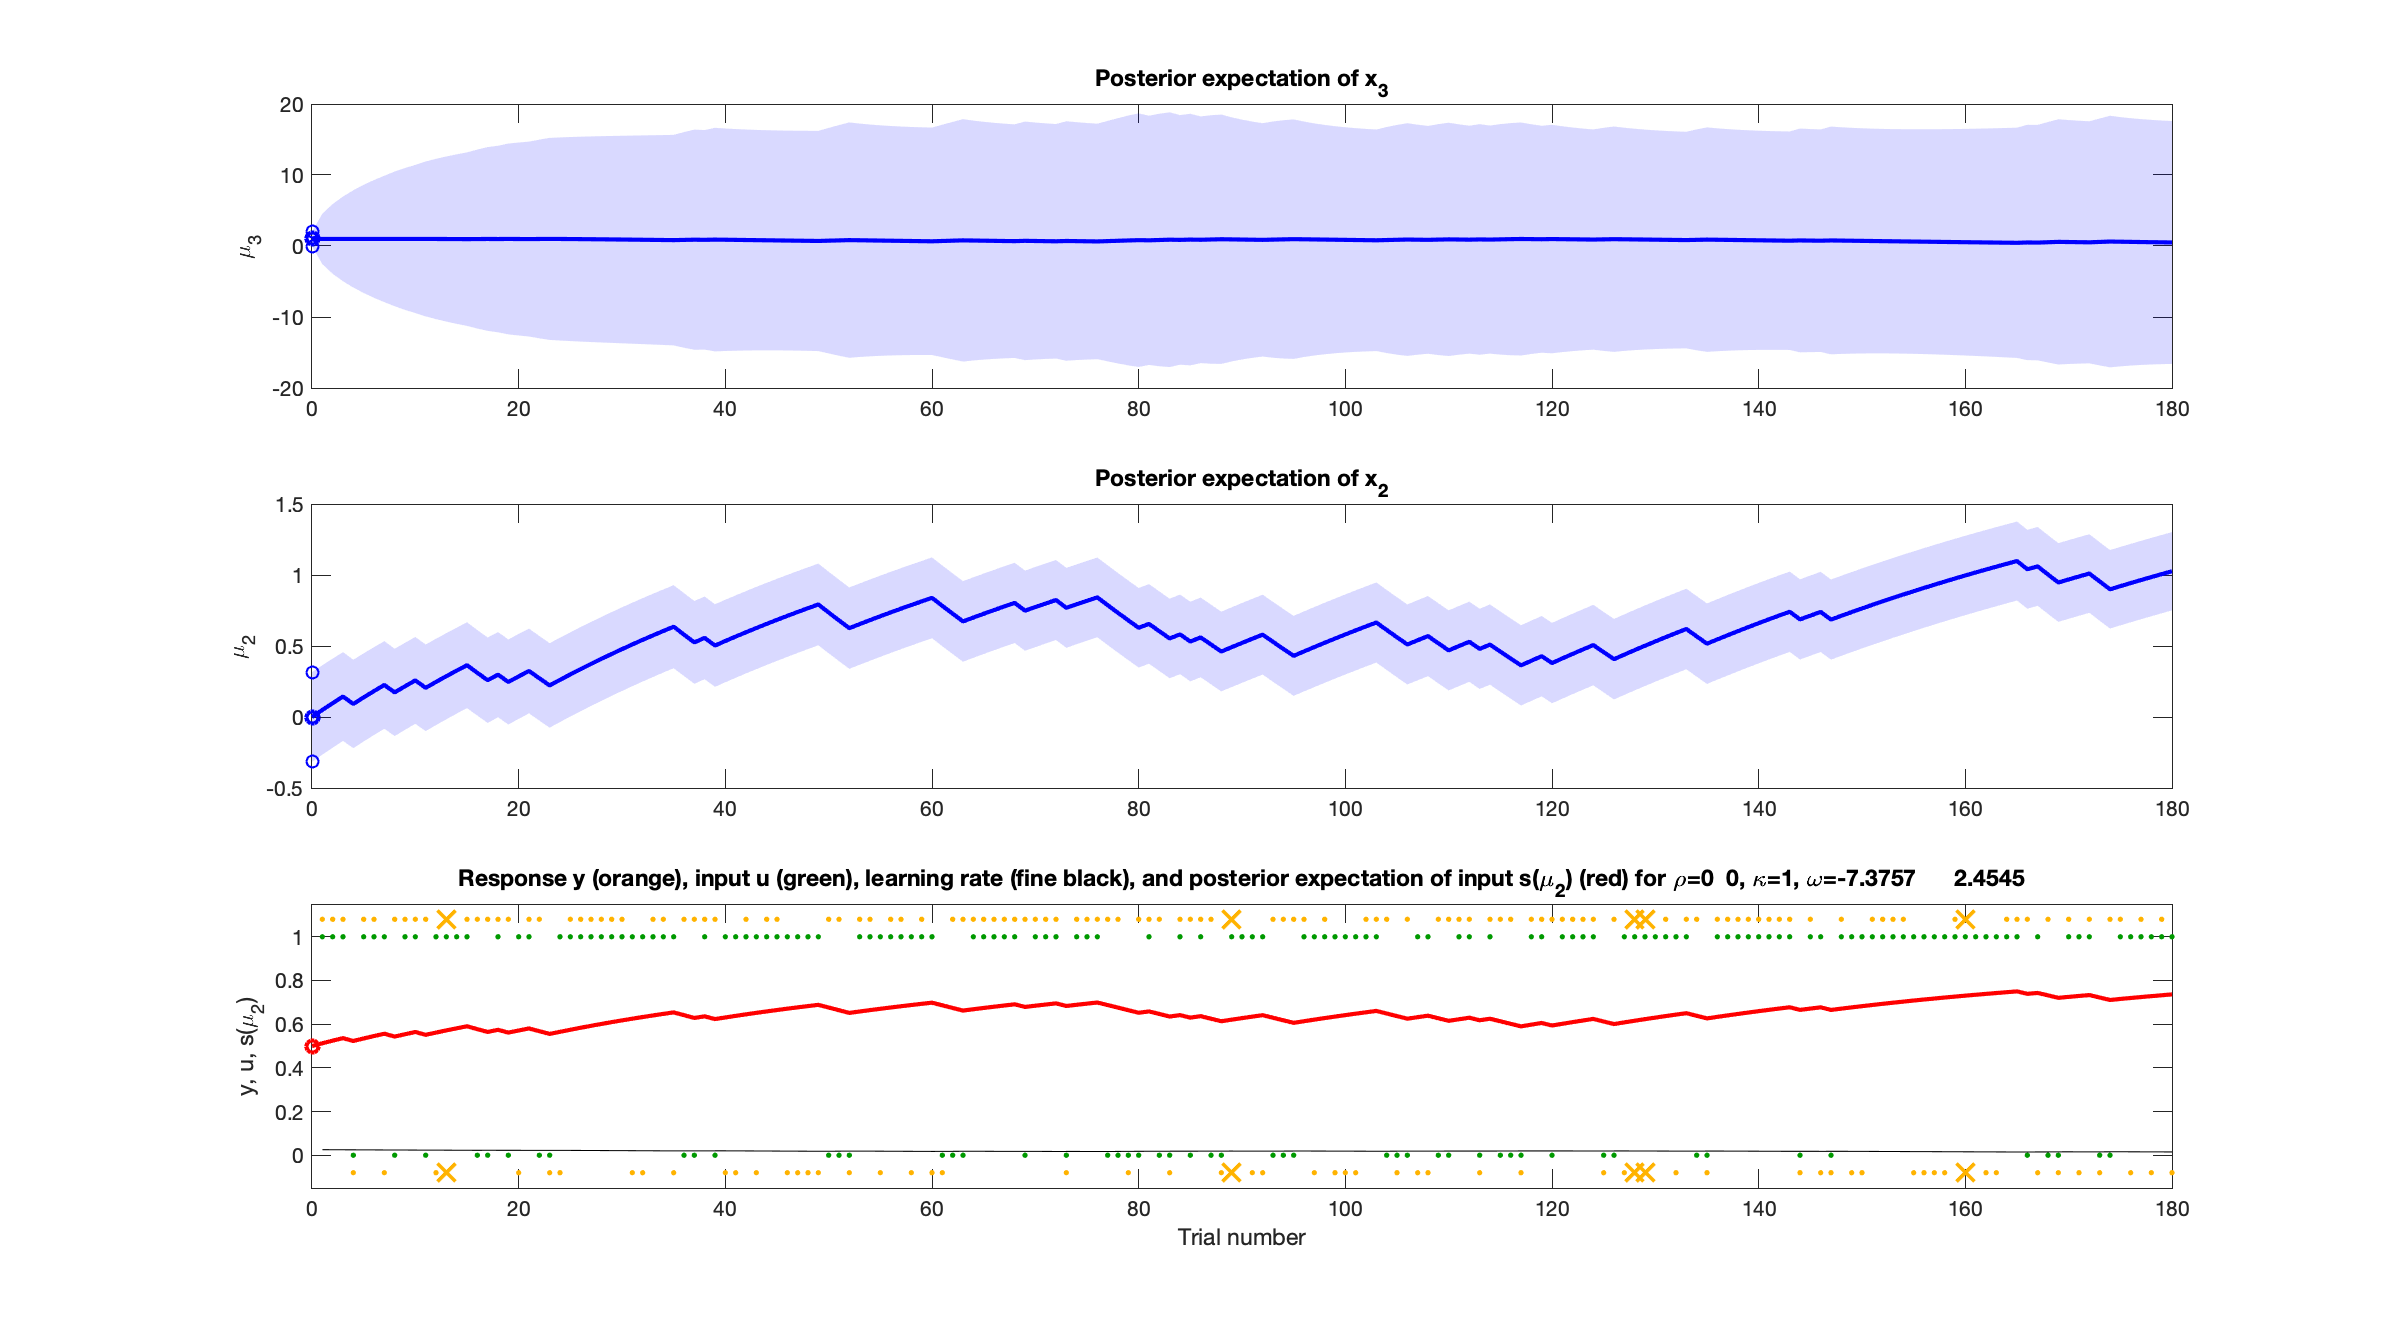 Posterior expectation of x3
20
10
0
-10
-20
μ3
0 20 40 60 80 100 120 140 160 180
Posterior expectation of x2
1.5
1
0.5
0
-0.5
μ2
0 20 40 60 80 100 120 140 160 180
Response y (orange), input u (green), learning rate (fine black), and posterior expectation of input s(μ2) (red) for ρ=0 0, κ=1, ω=-7.3757 2.4545
1
0.8
0.6
0.4
0.2
0
y, u, s(μ2)
0 20 40 60 80 100 120 140 160 180
Trial number